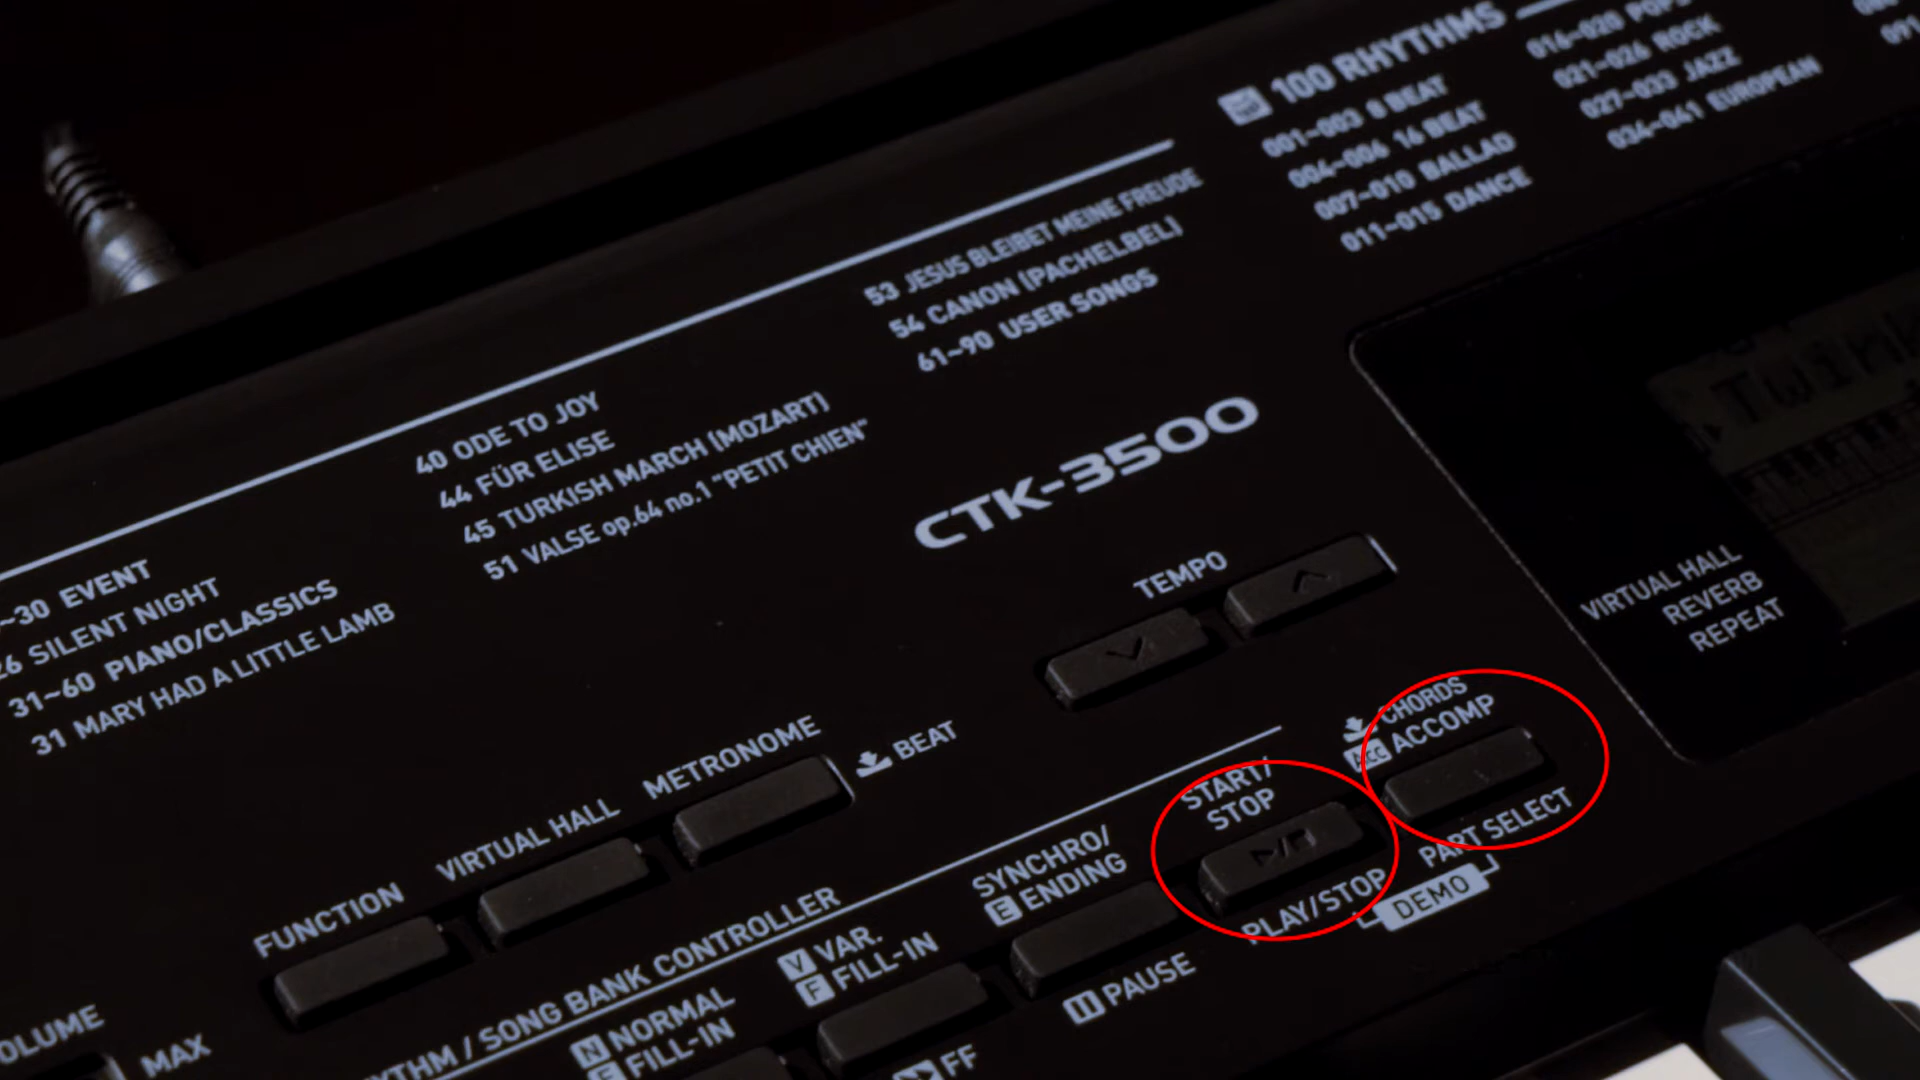 100 RHYTHMS
001~003 8 BEAT
004~006 16 BEAT
007~010 BALLAD
011~015 DANCE
016~020 POPS
021~026 ROCK
027~033 JAZZ
034~041 EUROPEAN
53 JESUS BLEIBET MEINE FREUDE
54 CANON (PACHELBEL)
61~90 USER SONGS
40 ODE TO JOY
44 FÜR ELISE
45 TURKISH MARCH (MOZART)
51 VALSE op.64 no.1 "PETIT CHIEN"
~30 EVENT
26 SILENT NIGHT
31~60 PIANO/CLASSICS
31 MARY HAD A LITTLE LAMB
CTK-3500
TEMPO
VIRTUAL HALL
REVERB
REPEAT
CHORDS
ACC ACCOMP
PART SELECT
START/
STOP
PLAY/STOP
DEMO
SYNCHRO/
E ENDING
PAUSE
METRONOME
BEAT
VIRTUAL HALL
FUNCTION
RHYTHM / SONG BANK CONTROLLER
V VAR.
F FILL-IN
FF
N NORMAL
F FILL-IN
VOLUME
MAX